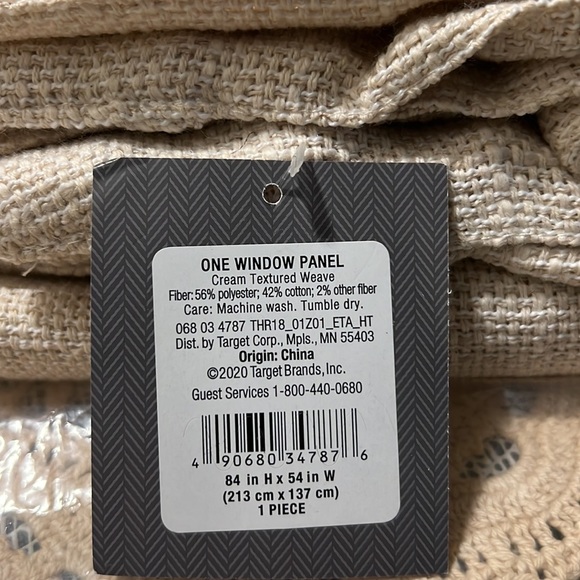 ONE WINDOW PANEL
Cream Textured Weave
Fiber: 56% polyester; 42% cotton; 2% other fiber
Care: Machine wash. Tumble dry.
068 03 4787 THR18_01Z01_ETA_HT
Dist. by Target Corp., Mpls., MN 55403
Origin: China
©2020 Target Brands, Inc.
Guest Services 1-800-440-0680
4 90680 34787 6
84 in H x 54 in W
(213 cm x 137 cm)
1 PIECE